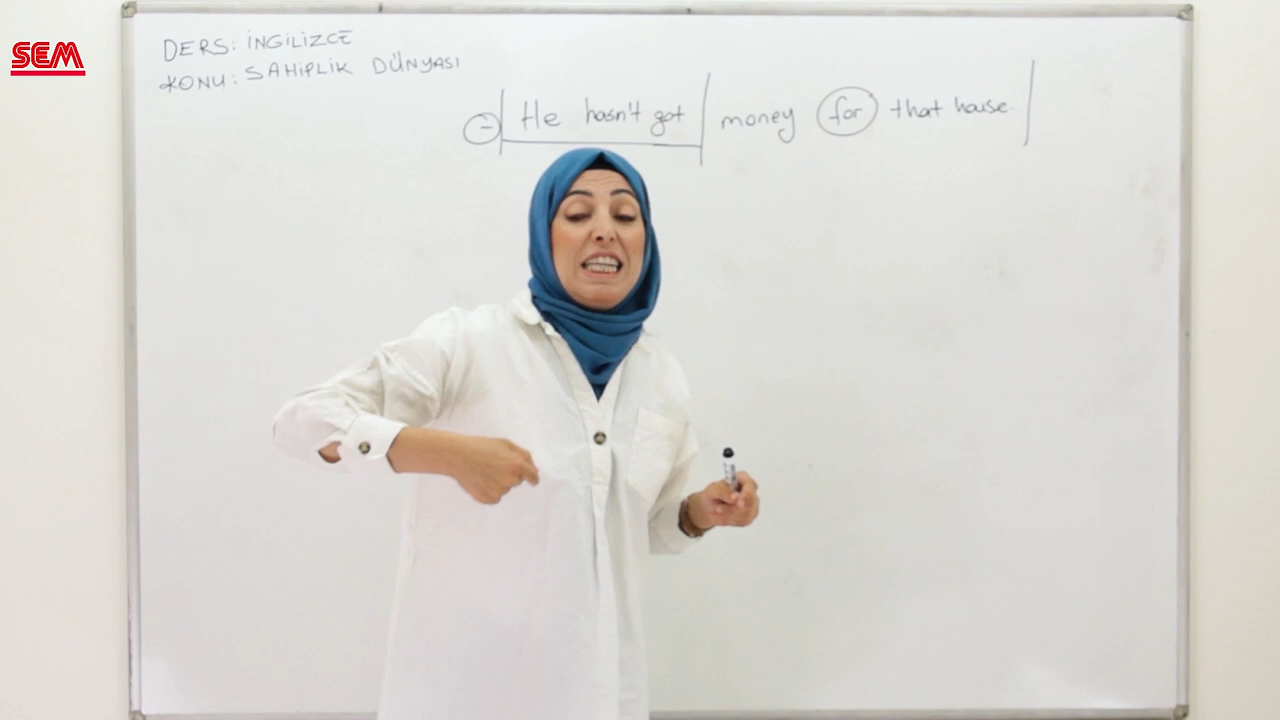 SEM
DERS: İNGİLİZCE
KONU: SAHİPLİK DÜNYASI
(-) He hasn't got money for that house.